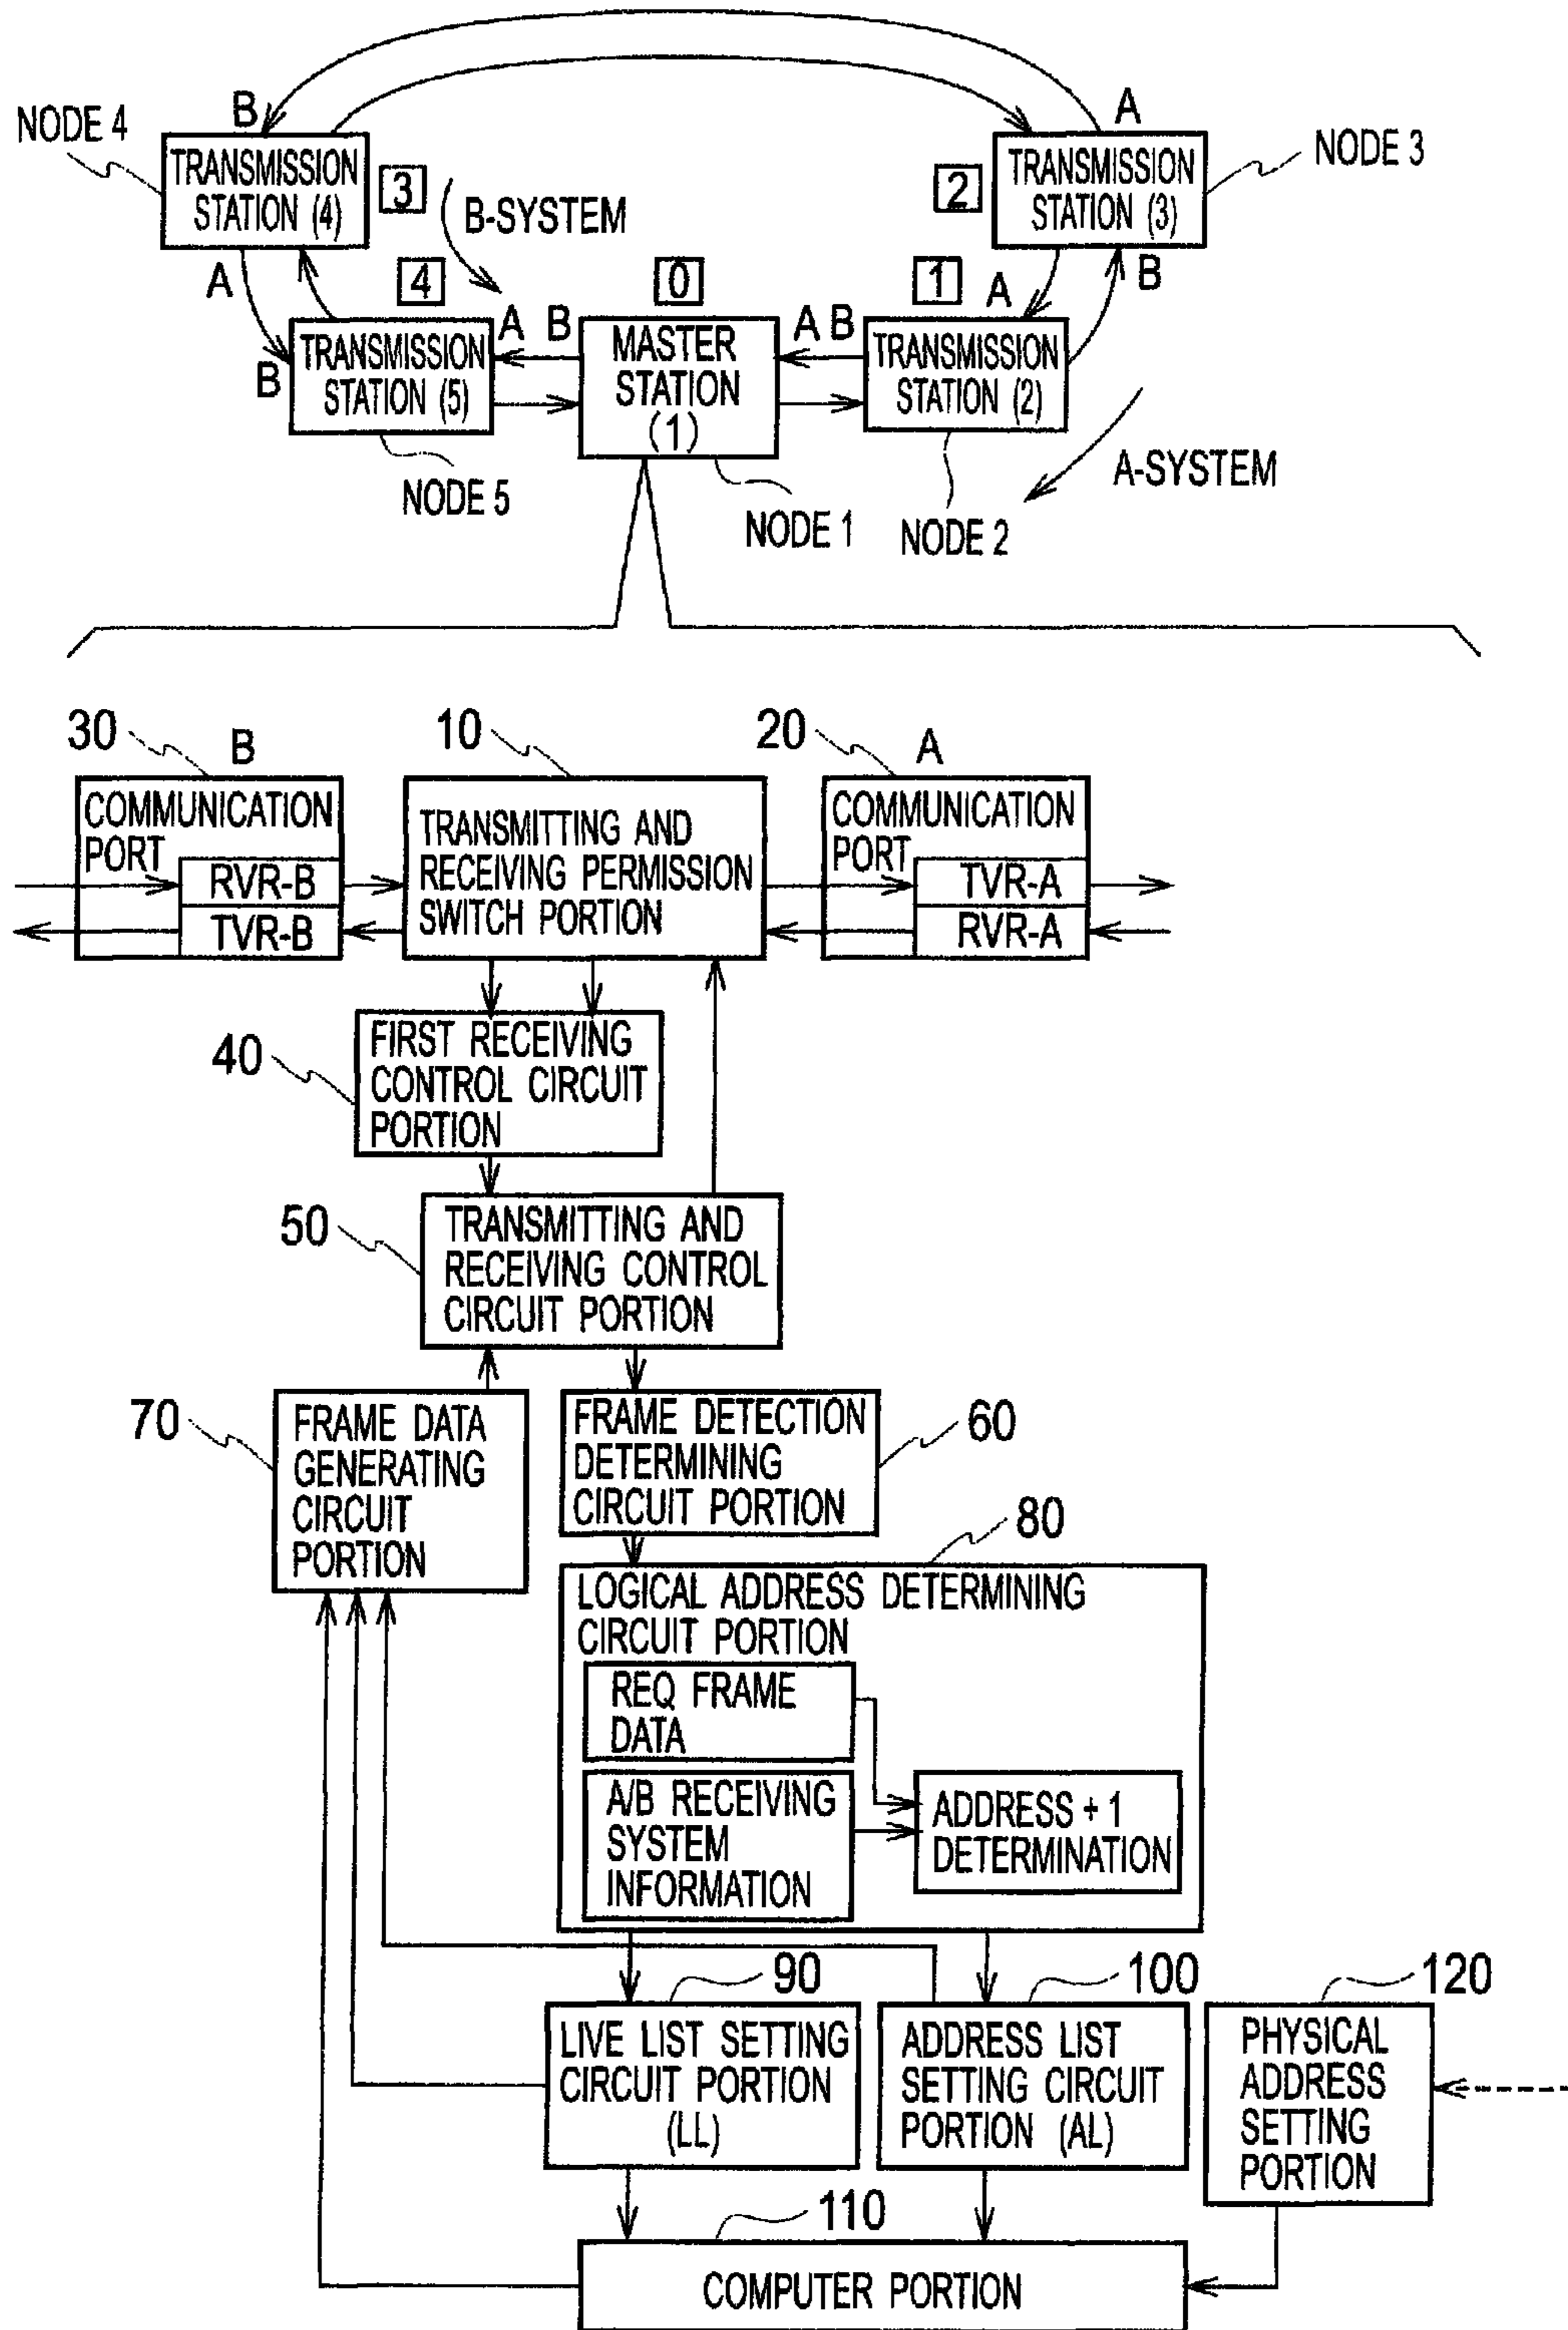 B
A
NODE 4
NODE 3
TRANSMISSION
STATION (4)
3
B-SYSTEM
2
TRANSMISSION
STATION (3)
A
4
0
1
A
B
B
TRANSMISSION
STATION (5)
A
B
MASTER
STATION
(1)
A
B
TRANSMISSION
STATION (2)
A-SYSTEM
NODE 5
NODE 1
NODE 2
30
B
10
20
A
COMMUNICATION
PORT
RVR-B
TVR-B
TRANSMITTING AND
RECEIVING PERMISSION
SWITCH PORTION
COMMUNICATION
PORT
TVR-A
RVR-A
40
FIRST RECEIVING
CONTROL CIRCUIT
PORTION
50
TRANSMITTING AND
RECEIVING CONTROL
CIRCUIT PORTION
70
FRAME DATA
GENERATING
CIRCUIT
PORTION
FRAME DETECTION
DETERMINING
CIRCUIT PORTION
60
80
LOGICAL ADDRESS DETERMINING
CIRCUIT PORTION
REQ FRAME
DATA
A/B RECEIVING
SYSTEM
INFORMATION
ADDRESS + 1
DETERMINATION
90
100
120
LIVE LIST SETTING
CIRCUIT PORTION
(LL)
ADDRESS LIST
SETTING CIRCUIT
PORTION (AL)
PHYSICAL
ADDRESS
SETTING
PORTION
110
COMPUTER PORTION